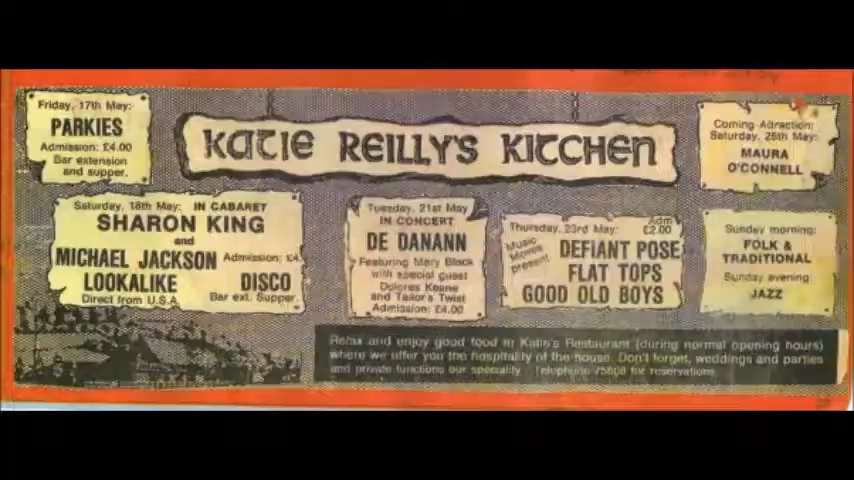 Friday, 17th May:
PARKIES
Admission: £4.00
Bar extension
and supper.
KATIE REILLY'S KITCHEN
Coming Attraction:
Saturday, 25th May:
MAURA
O'CONNELL
Saturday, 18th May: IN CABARET
SHARON KING
and
MICHAEL JACKSON
LOOKALIKE
Direct from U.S.A.
Admission: £4
DISCO
Bar ext. Supper.
Tuesday, 21st May
IN CONCERT
DE DANANN
Featuring Mary Black
with special guest
Dolores Keane
and Tailor's Twist
Admission: £4.00
Thursday, 23rd May:
Adm
£2.00
Music
Movies
present
DEFIANT POSE
FLAT TOPS
GOOD OLD BOYS
Sunday morning:
FOLK &
TRADITIONAL
Sunday evening:
JAZZ
Relax and enjoy good food in Katie's Restaurant (during normal opening hours)
where we offer you the hospitality of the house. Don't forget, weddings and parties
and private functions our speciality. Telephone for reservations.